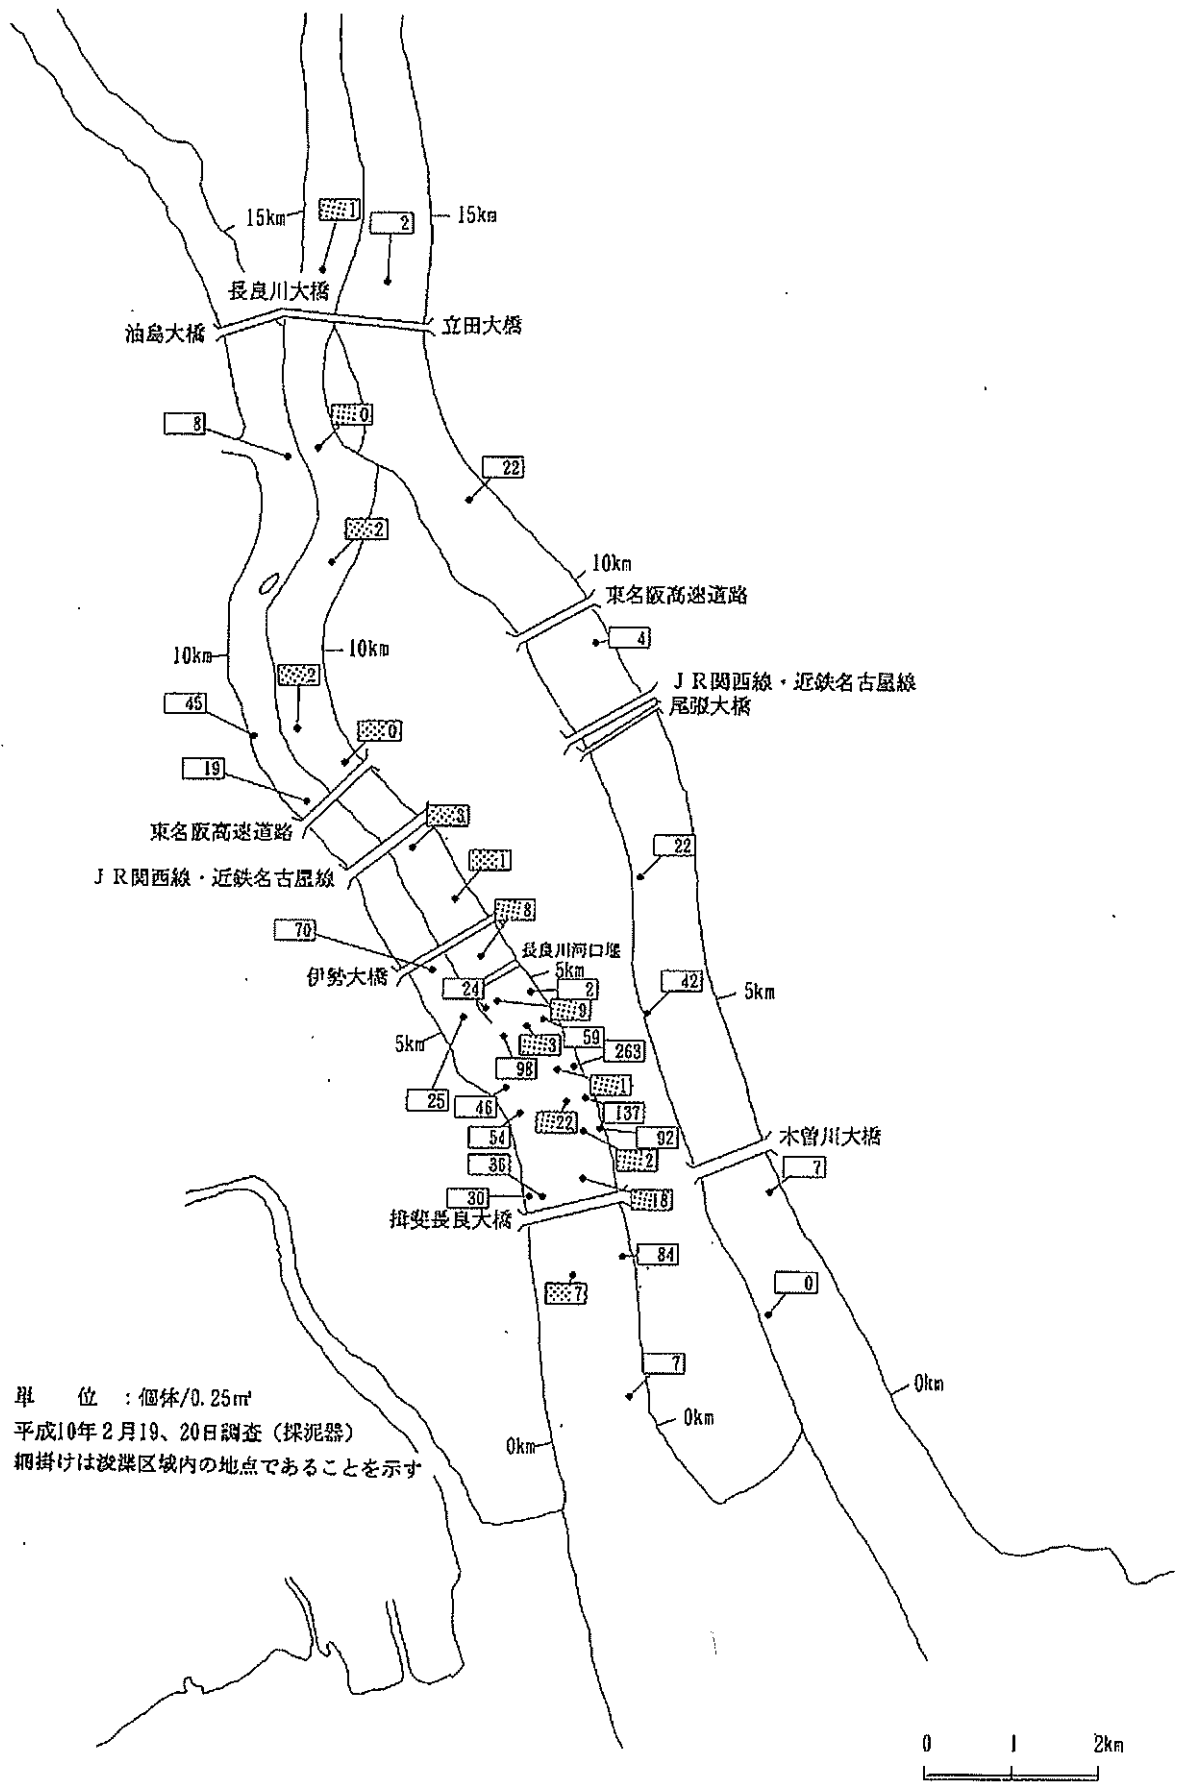 1
15km
2
15km
長良川大橋
油島大橋
立田大橋
0
8
22
2
10km
東名阪高速道路
4
10km
10km
2
JR関西線・近鉄名古屋線
尾張大橋
45
0
19
3
東名阪高速道路
22
1
JR関西線・近鉄名古屋線
8
70
長良川河口堰
伊勢大橋
5km
24
2
42
5km
9
59
5km
3
263
98
1
25
46
137
22
54
92
木曽川大橋
2
36
7
30
18
揖斐長良大橋
84
0
7
7
0km
0km
0km
単 位 :個体/0.25㎡
平成10年2月19、20日調査(採泥器)
網掛けは浚渫区域内の地点であることを示す
0 1 2km